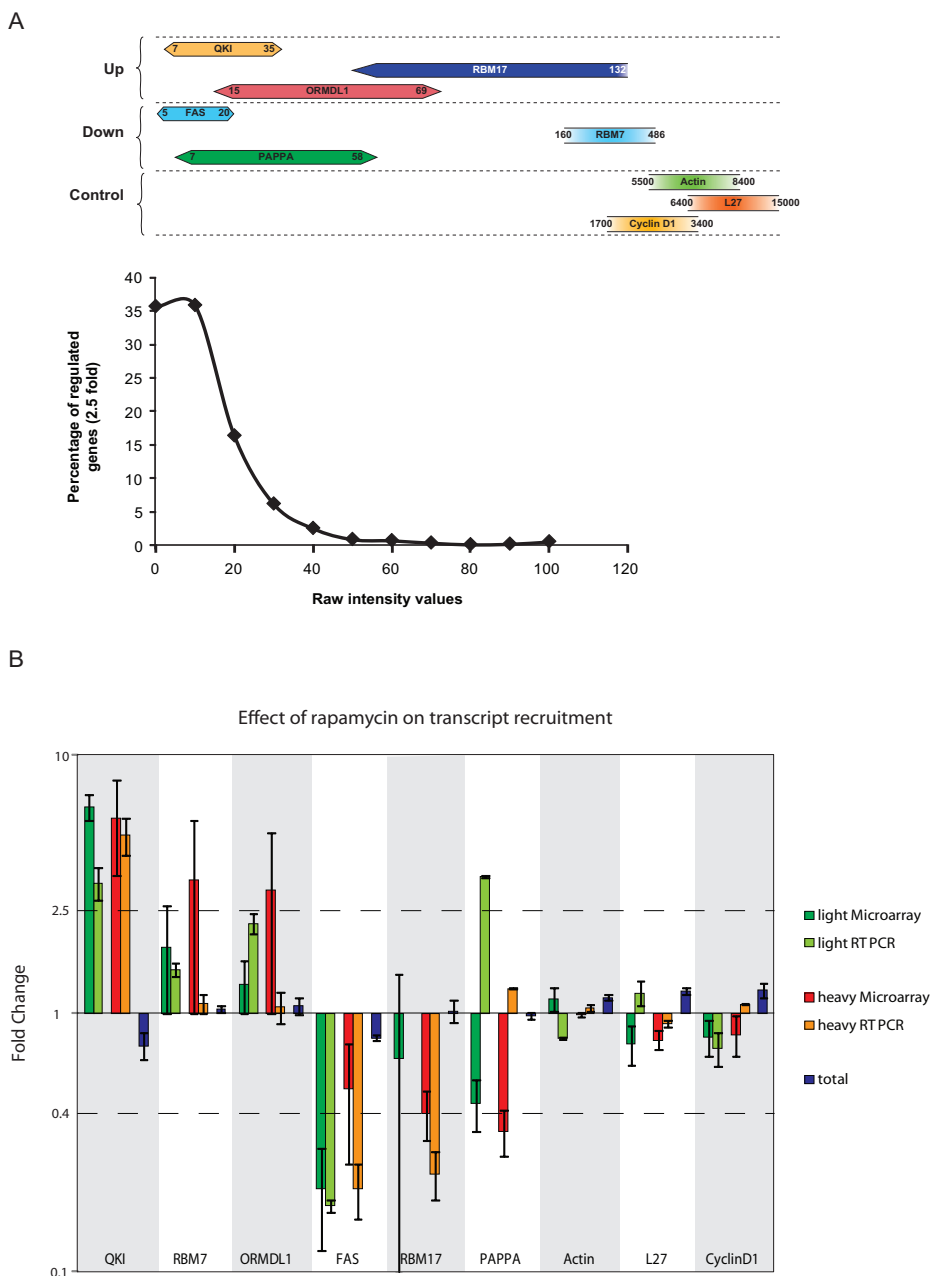 A
7 QKI 35
Up
RBM17 132
15 ORMDL1 69
5 FAS 20
Down
160 RBM7 486
7 PAPPA 58
Control
5500 Actin 8400
6400 L27 15000
1700 Cyclin D1 3400
40
35
30
25
20
15
10
5
0
Percentage of regulated
genes (2.5 fold)
0 20 40 60 80 100 120
Raw intensity values
B
Effect of rapamycin on transcript recruitment
10
2.5
1
0.4
0.1
Fold Change
QKI RBM7 ORMDL1 FAS RBM17 PAPPA Actin L27 CyclinD1
light Microarray
light RT PCR
heavy Microarray
heavy RT PCR
total